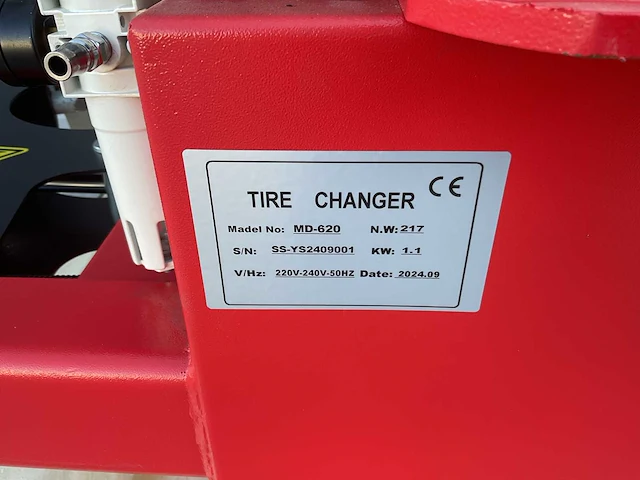 TIRE CHANGER CE
Model No: MD-620 N.W: 217
S/N: SS-YS2409001 KW: 1.1
V/Hz: 220V-240V-50HZ Date: 2024.09